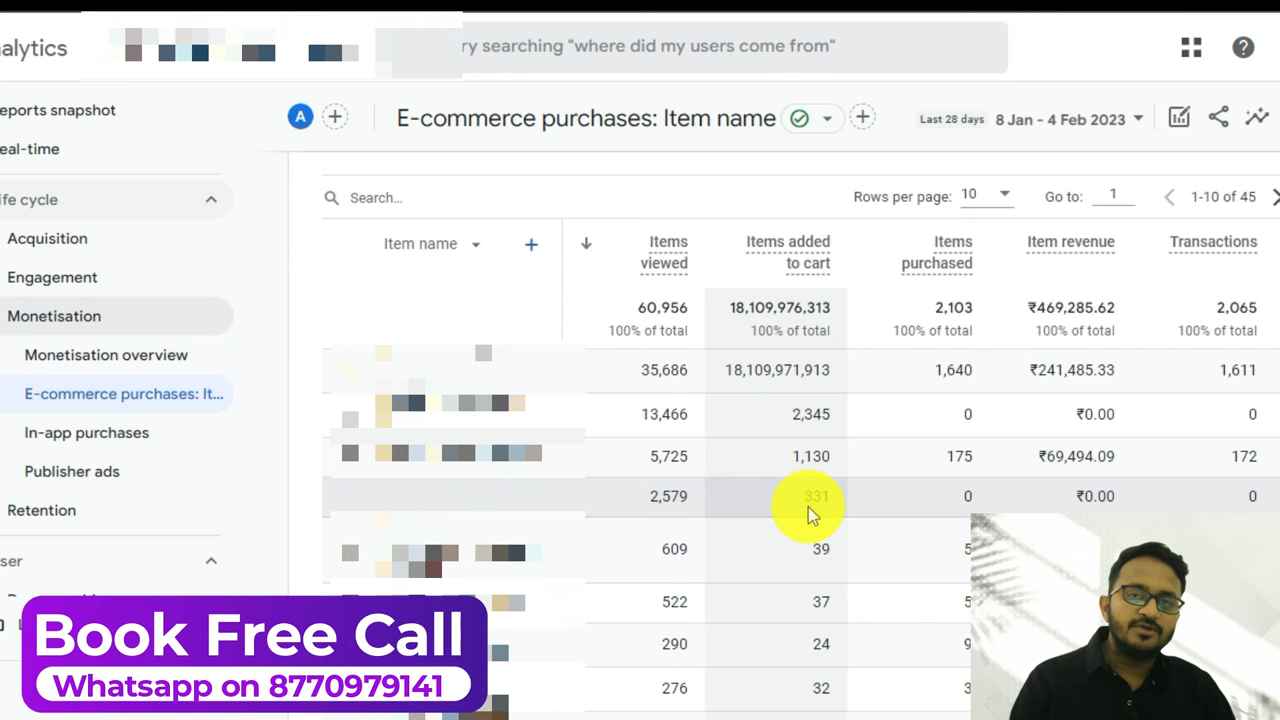 nalytics
ry searching "where did my users come from"
eports snapshot
A
E-commerce purchases: Item name
Last 28 days 8 Jan - 4 Feb 2023
eal-time
ife cycle
Search...
Rows per page: 10
Go to: 1
1-10 of 45
Acquisition
Item name
Items viewed
Items added to cart
Items purchased
Item revenue
Transactions
Engagement
Monetisation
60,956
18,109,976,313
2,103
₹469,285.62
2,065
100% of total
100% of total
100% of total
100% of total
100% of total
Monetisation overview
35,686
18,109,971,913
1,640
₹241,485.33
1,611
E-commerce purchases: It...
13,466
2,345
0
₹0.00
0
In-app purchases
5,725
1,130
175
₹69,494.09
172
Publisher ads
2,579
331
0
₹0.00
0
Retention
609
39
5
ser
522
37
5
290
24
9
276
32
3
Book Free Call
Whatsapp on 8770979141